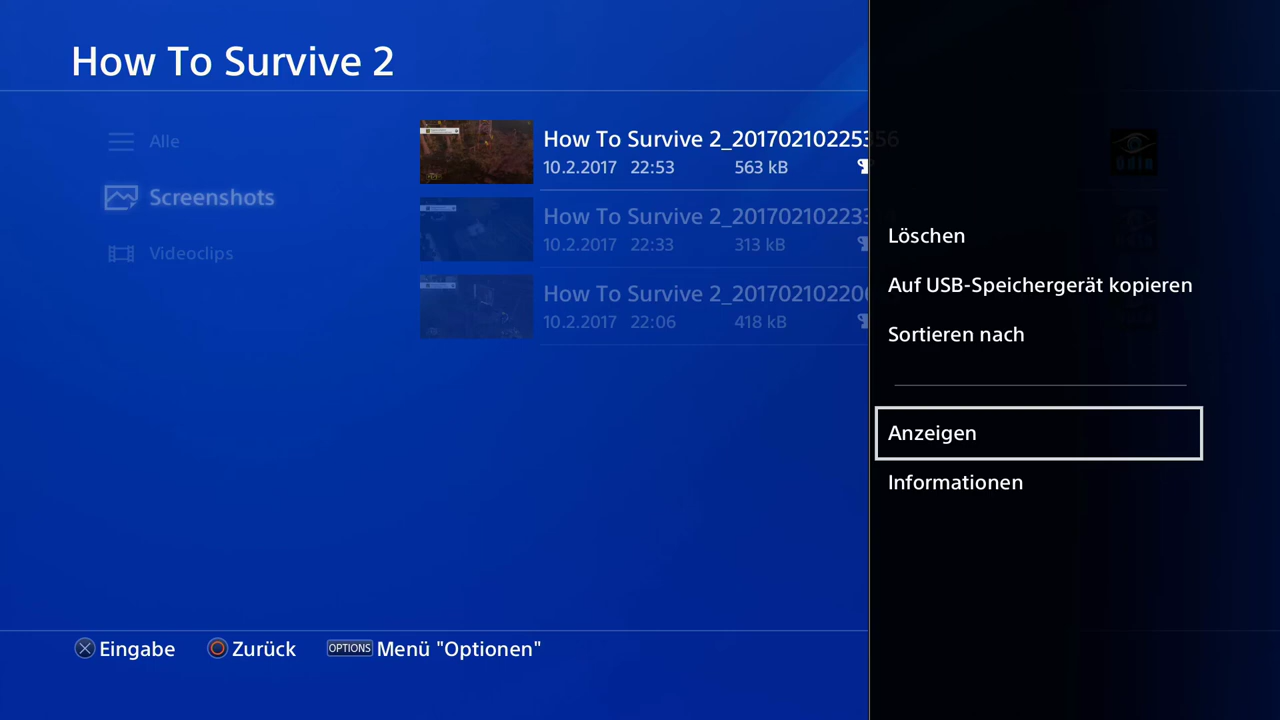 How To Survive 2
Alle
Screenshots
Videoclips
How To Survive 2_20170210225356
10.2.2017 22:53 563 kB
How To Survive 2_20170210223
10.2.2017 22:33 313 kB
How To Survive 2_20170210220
10.2.2017 22:06 418 kB
Löschen
Auf USB-Speichergerät kopieren
Sortieren nach
Anzeigen
Informationen
Eingabe
Zurück
OPTIONS Menü "Optionen"